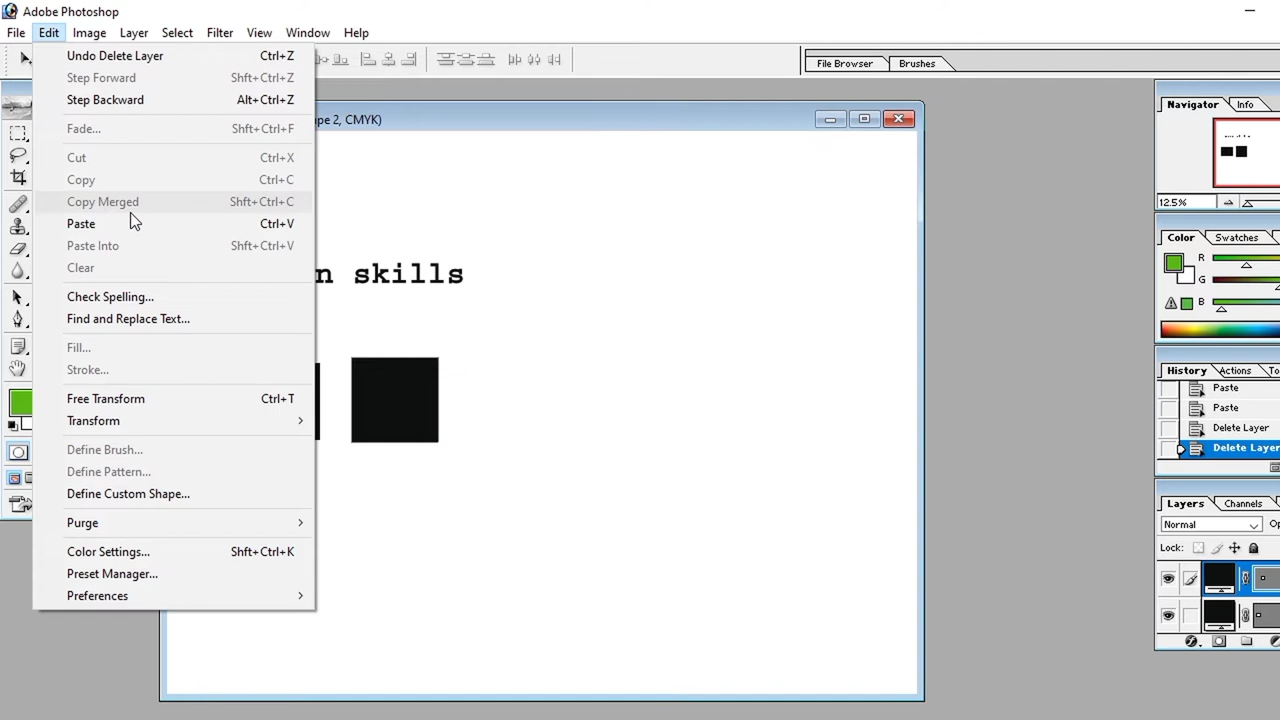 Adobe Photoshop
File Edit Image Layer Select Filter View Window Help
File Browser Brushes
Undo Delete Layer Ctrl+Z
Step Forward Shft+Ctrl+Z
Step Backward Alt+Ctrl+Z
Fade... Shft+Ctrl+F
Cut Ctrl+X
Copy Ctrl+C
Copy Merged Shft+Ctrl+C
Paste Ctrl+V
Paste Into Shft+Ctrl+V
Clear
Check Spelling...
Find and Replace Text...
Fill...
Stroke...
Free Transform Ctrl+T
Transform
Define Brush...
Define Pattern...
Define Custom Shape...
Purge
Color Settings... Shft+Ctrl+K
Preset Manager...
Preferences
2, CMYK)
skills
Navigator Info
12.5%
Color Swatches
R
G
B
History Actions
Paste
Paste
Delete Layer
Delete Layer
Layers Channels
Normal
Lock: